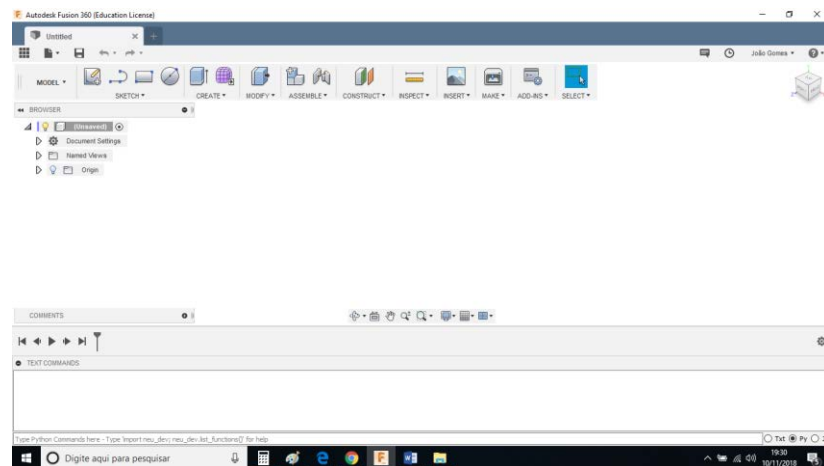 Autodesk Fusion 360 (Education License)
Untitled
João Gomes
MODEL
SKETCH
CREATE
MODIFY
ASSEMBLE
CONSTRUCT
INSPECT
INSERT
MAKE
ADD-INS
SELECT
BROWSER
(Unsaved)
Document Settings
Named Views
Origin
COMMENTS
TEXT COMMANDS
Type Python Commands here - Type 'import neu_dev; neu_dev.list_functions()' for help
Txt Py
Digite aqui para pesquisar
19:30
10/11/2018